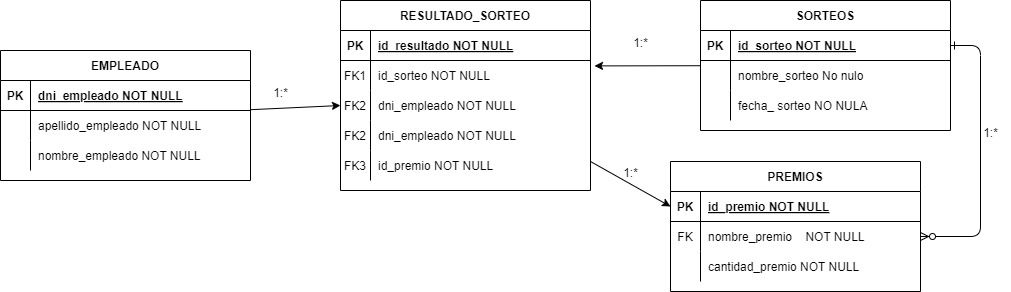 EMPLEADO
PK dni_empleado NOT NULL
apellido_empleado NOT NULL
nombre_empleado NOT NULL
1:*
RESULTADO_SORTEO
PK id_resultado NOT NULL
FK1 id_sorteo NOT NULL
FK2 dni_empleado NOT NULL
FK2 dni_empleado NOT NULL
FK3 id_premio NOT NULL
1:*
SORTEOS
PK id_sorteo NOT NULL
nombre_sorteo No nulo
fecha_ sorteo NO NULA
1:*
1:*
PREMIOS
PK id_premio NOT NULL
FK nombre_premio NOT NULL
cantidad_premio NOT NULL